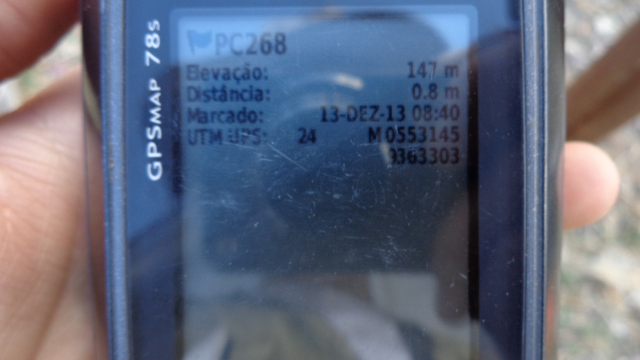 GPSMAP 78s
PC268
Elevação: 147 m
Distância: 0.8 m
Marcado: 13-DEZ-13 08:40
UTM UPS: 24 M 0553145
9363303